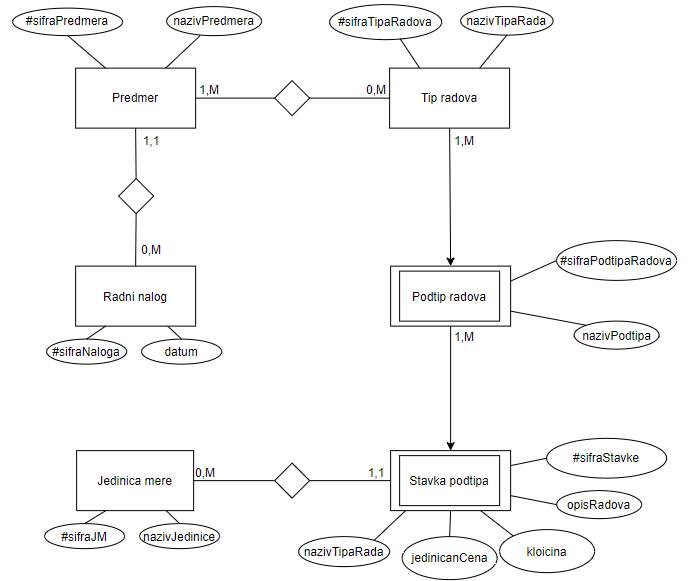 #sifraPredmera
nazivPredmera
#sifraTipaRadova
nazivTipaRada
Predmer
1,M
0,M
Tip radova
1,1
1,M
0,M
#sifraPodtipaRadova
Radni nalog
Podtip radova
nazivPodtipa
1,M
#sifraNaloga
datum
#sifraStavke
Jedinica mere
0,M
1,1
Stavka podtipa
opisRadova
#sifraJM
nazivJedinice
nazivTipaRada
jedinicanCena
kloicina